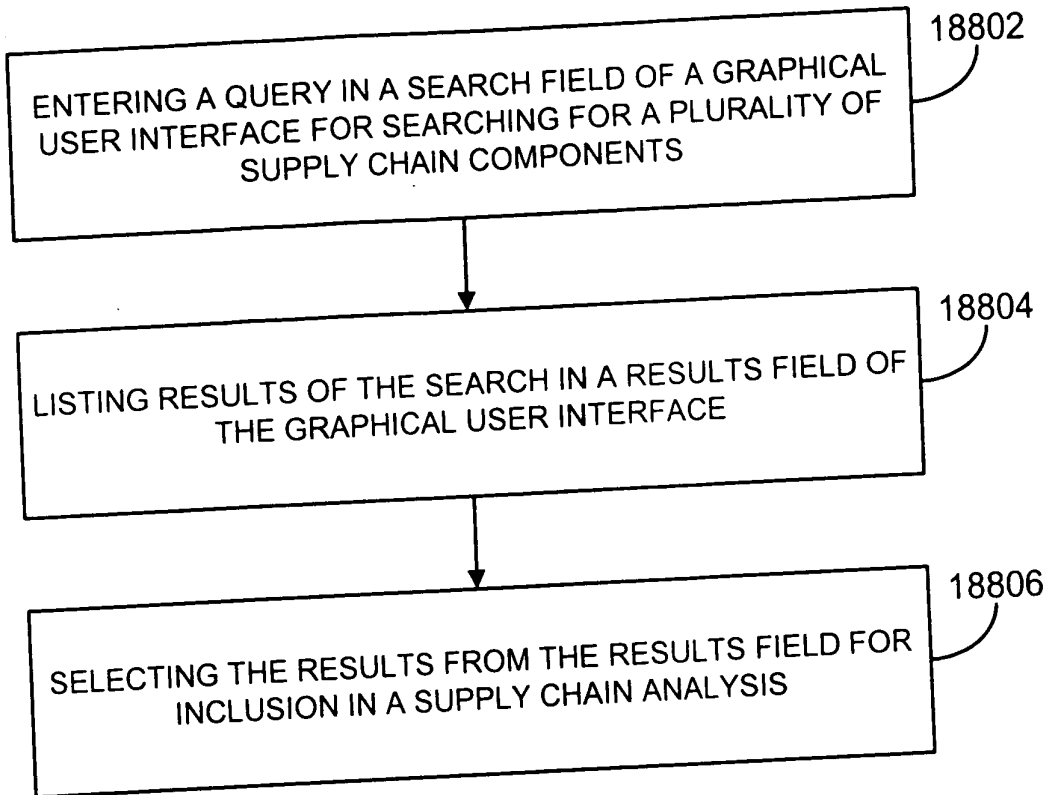 18802
ENTERING A QUERY IN A SEARCH FIELD OF A GRAPHICAL
USER INTERFACE FOR SEARCHING FOR A PLURALITY OF
SUPPLY CHAIN COMPONENTS
18804
LISTING RESULTS OF THE SEARCH IN A RESULTS FIELD OF
THE GRAPHICAL USER INTERFACE
18806
SELECTING THE RESULTS FROM THE RESULTS FIELD FOR
INCLUSION IN A SUPPLY CHAIN ANALYSIS